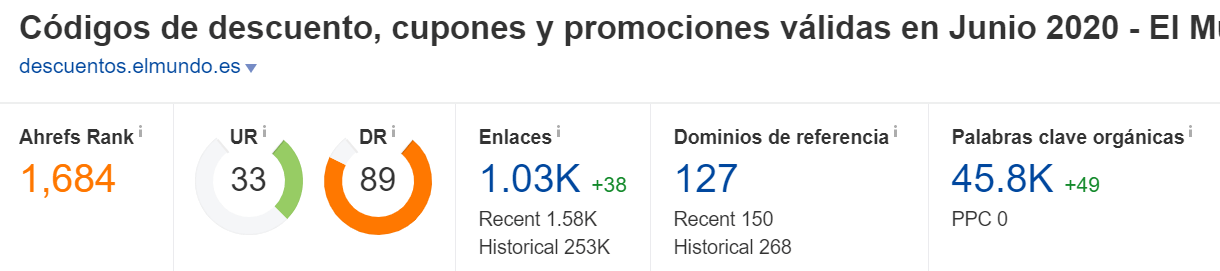 Códigos de descuento, cupones y promociones válidas en Junio 2020 - El
descuentos.elmundo.es
Ahrefs Rank i
1,684
UR i
33
DR i
89
Enlaces i
1.03K +38
Recent 1.58K
Historical 253K
Dominios de referencia i
127
Recent 150
Historical 268
Palabras clave orgánicas i
45.8K +49
PPC 0